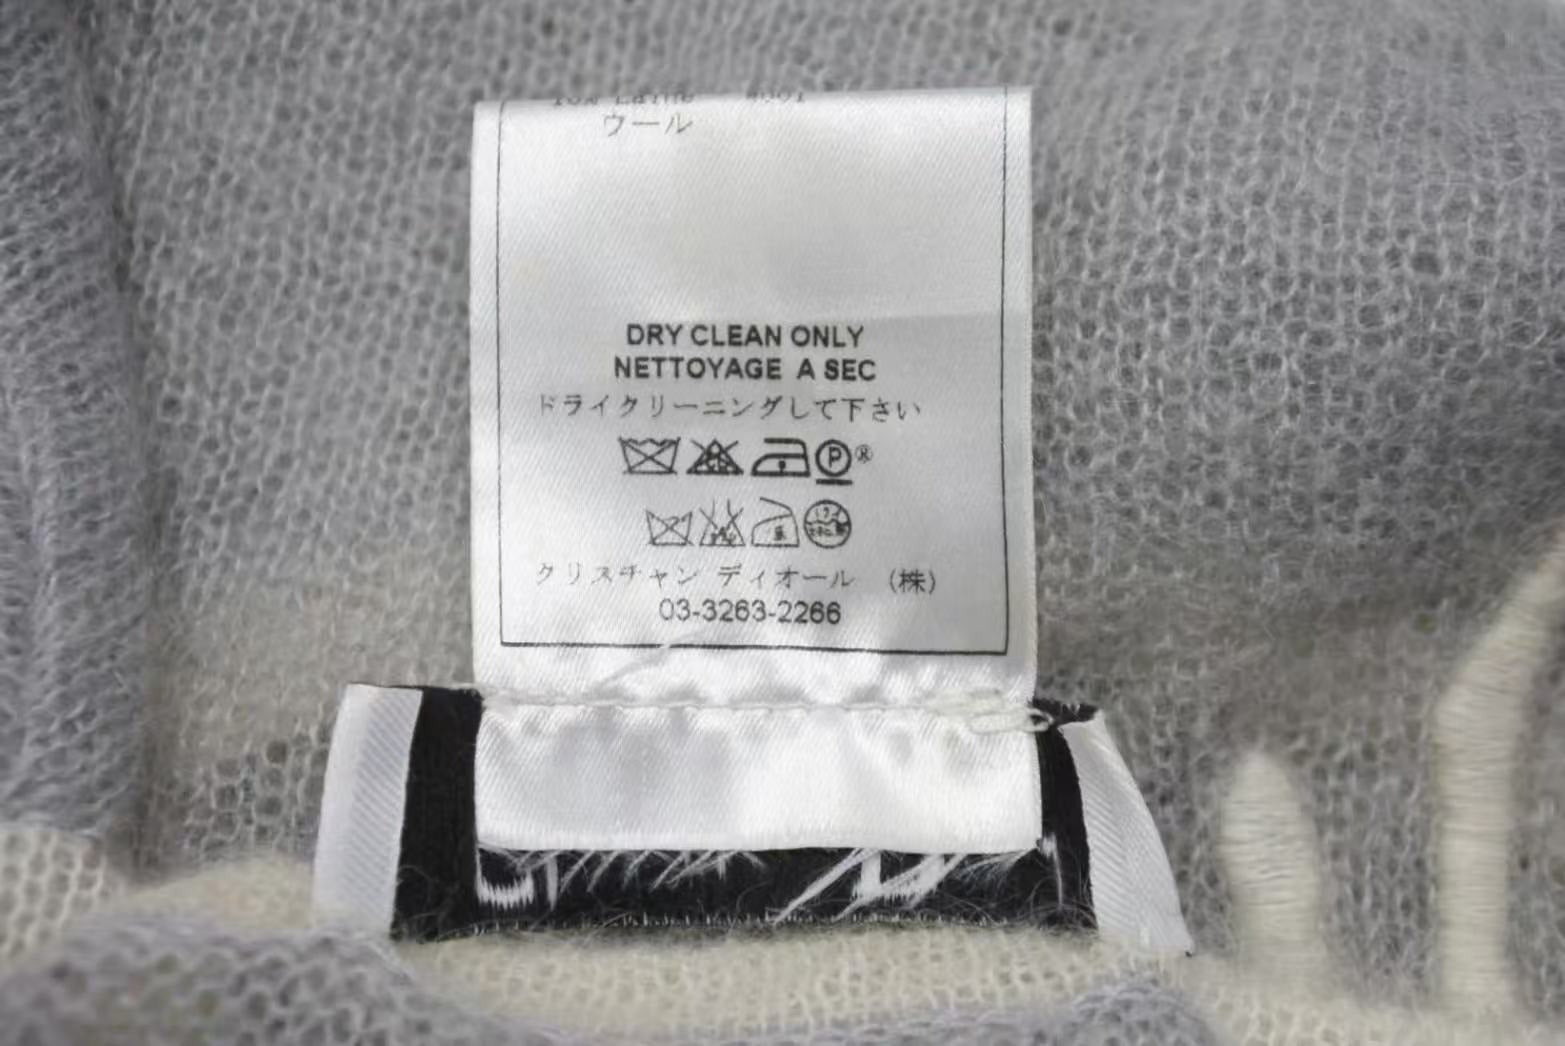 ウール
DRY CLEAN ONLY
NETTOYAGE A SEC
ドライクリーニングして下さい
P®
クリスチャン ディオール (株)
03-3263-2266